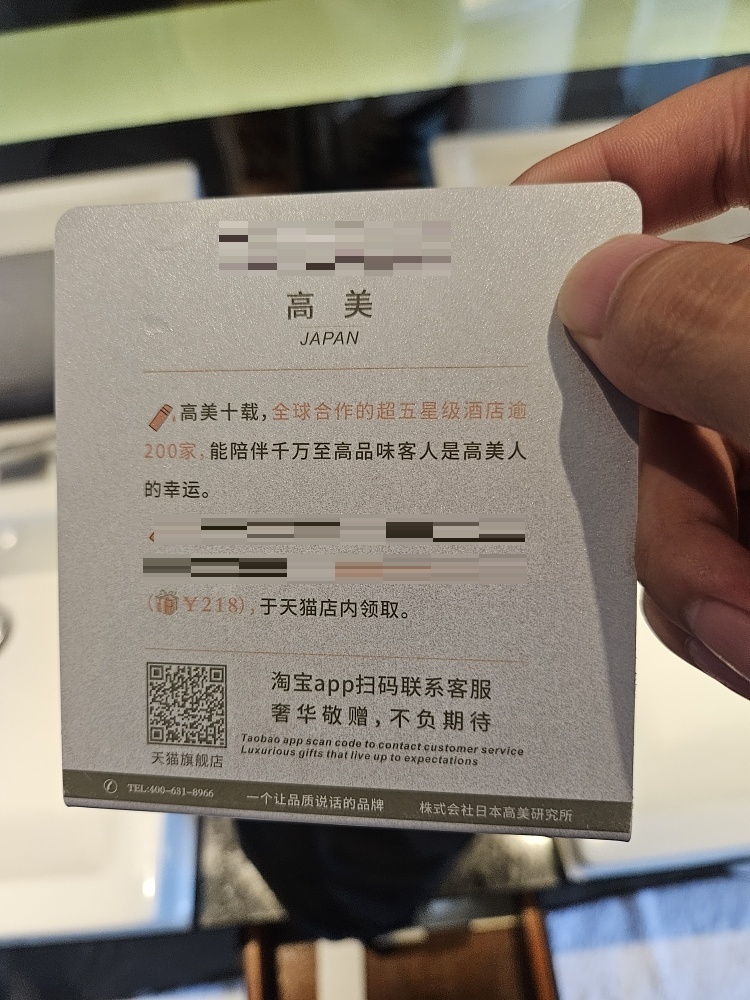 高美
JAPAN
高美十载，全球合作的超五星级酒店逾
200家，能陪伴千万至高品味客人是高美人
的幸运。
（¥218），于天猫店内领取。
淘宝app扫码联系客服
奢华敬赠，不负期待
Taobao app scan code to contact customer service
Luxurious gifts that live up to expectations
天猫旗舰店
TEL:400-631-8966
一个让品质说话的品牌
株式会社日本高美研究所